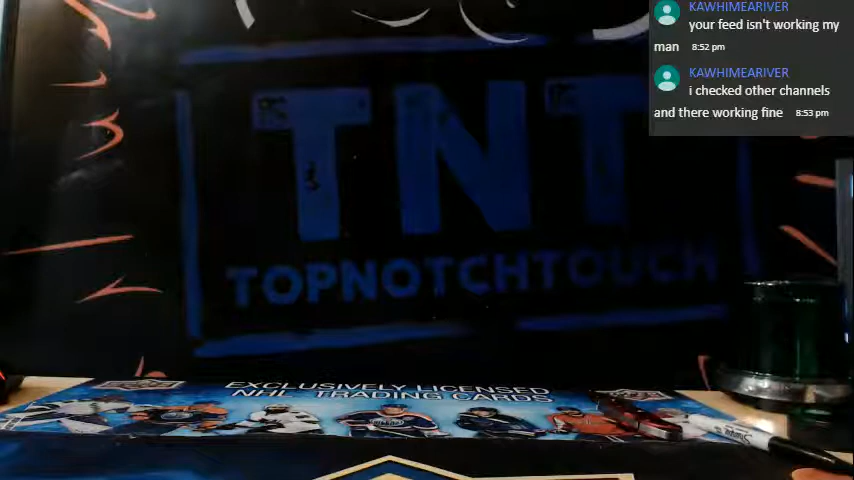 KAWHIMEARIVER
your feed isn't working my
man 8:52 pm
KAWHIMEARIVER
i checked other channels
and there working fine 8:53 pm
TNT
TOPNOTCHTOUCH
EXCLUSIVELY LICENSED
NHL TRADING CARDS
Sharpie